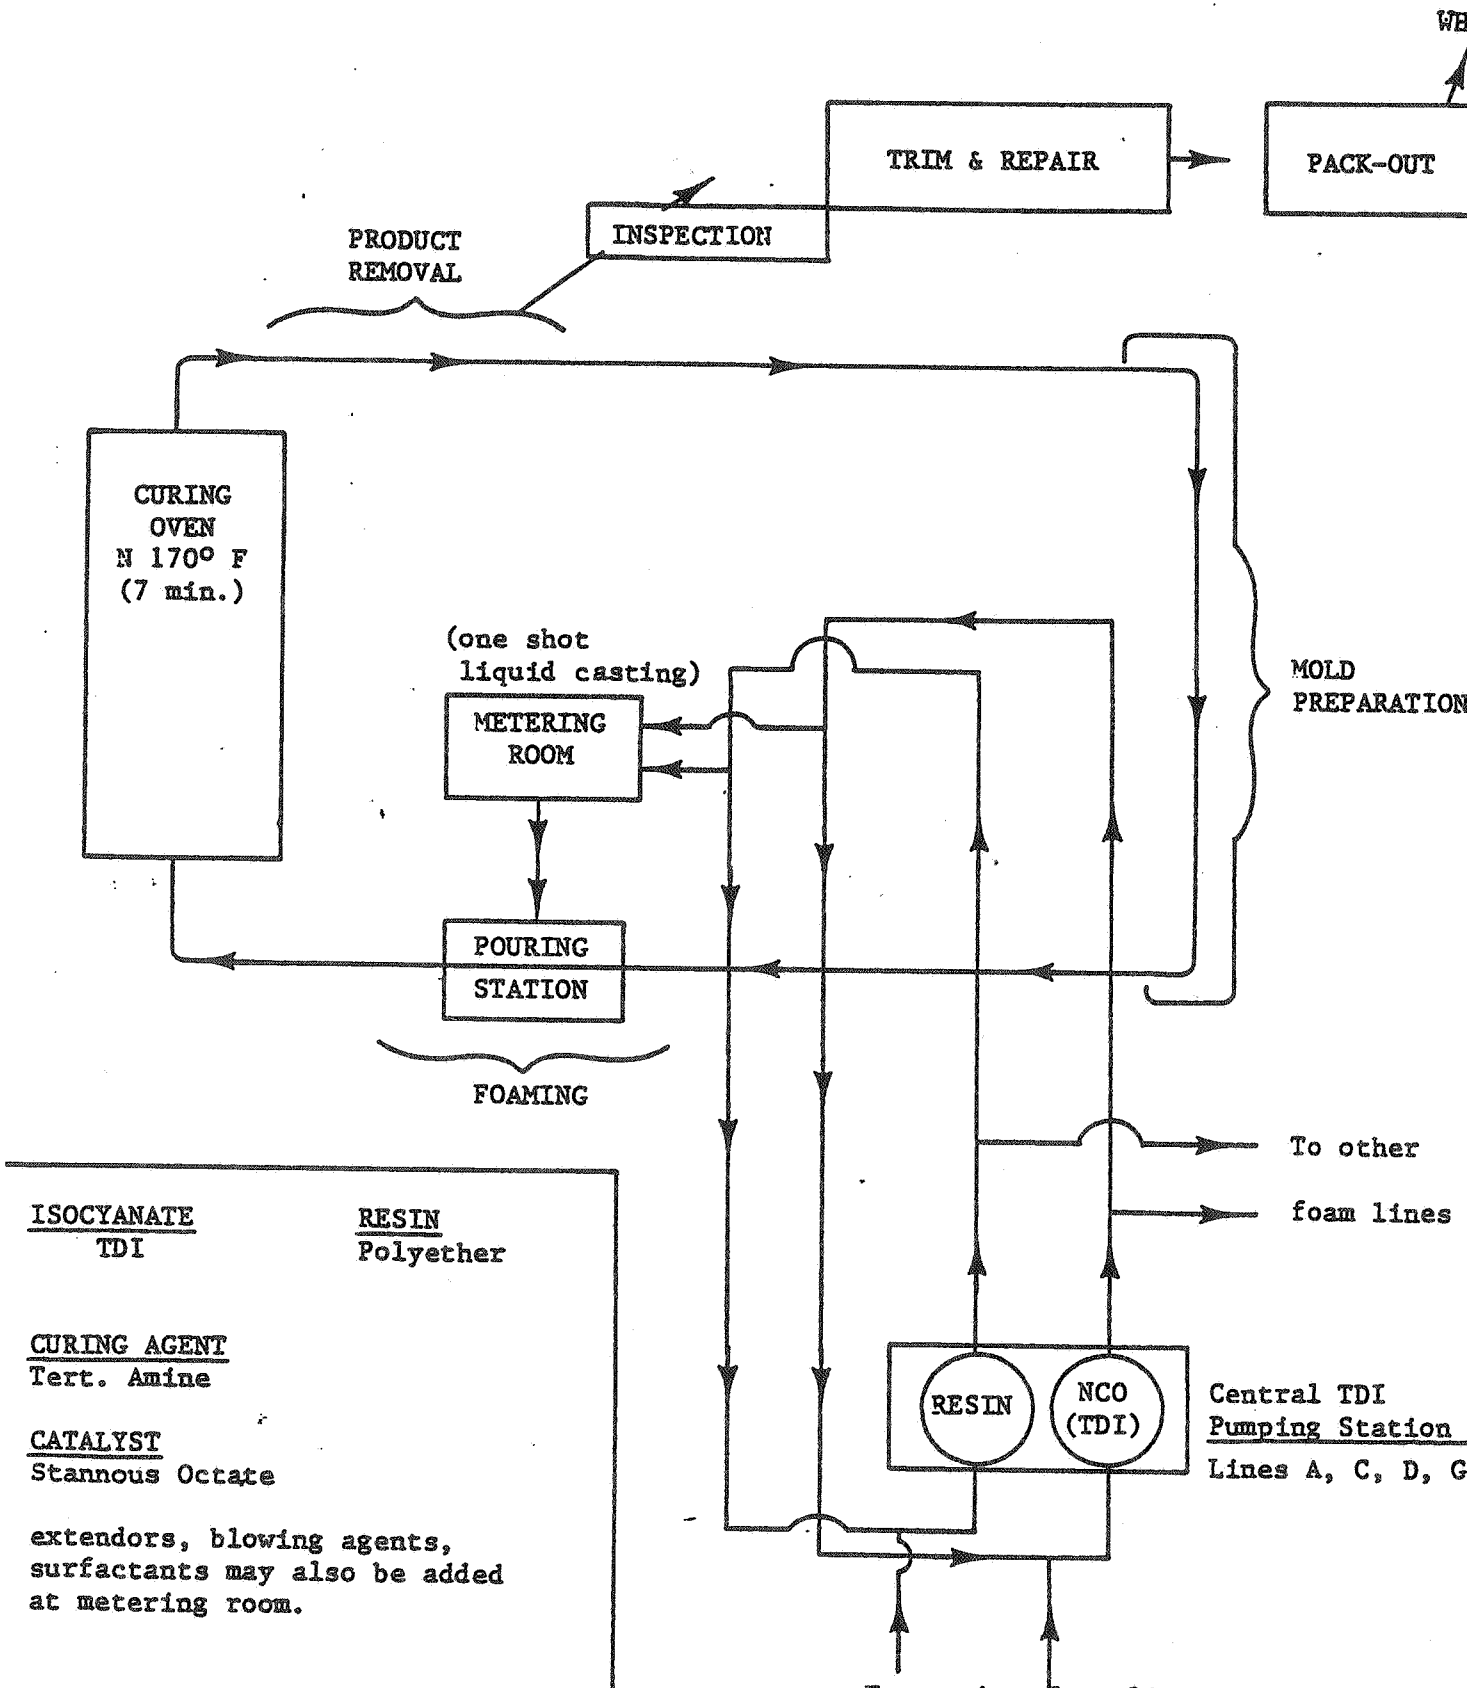 WH
TRIM & REPAIR
PACK-OUT
INSPECTION
PRODUCT
REMOVAL
CURING
OVEN
N 170º F
(7 min.)
(one shot
liquid casting)
METERING
ROOM
MOLD
PREPARATION
POURING
STATION
FOAMING
To other
foam lines
ISOCYANATE
TDI
RESIN
Polyether
CURING AGENT
Tert. Amine
CATALYST
Stannous Octate
extendors, blowing agents,
surfactants may also be added
at metering room.
RESIN
NCO
(TDI)
Central TDI
Pumping Station
Lines A, C, D, G